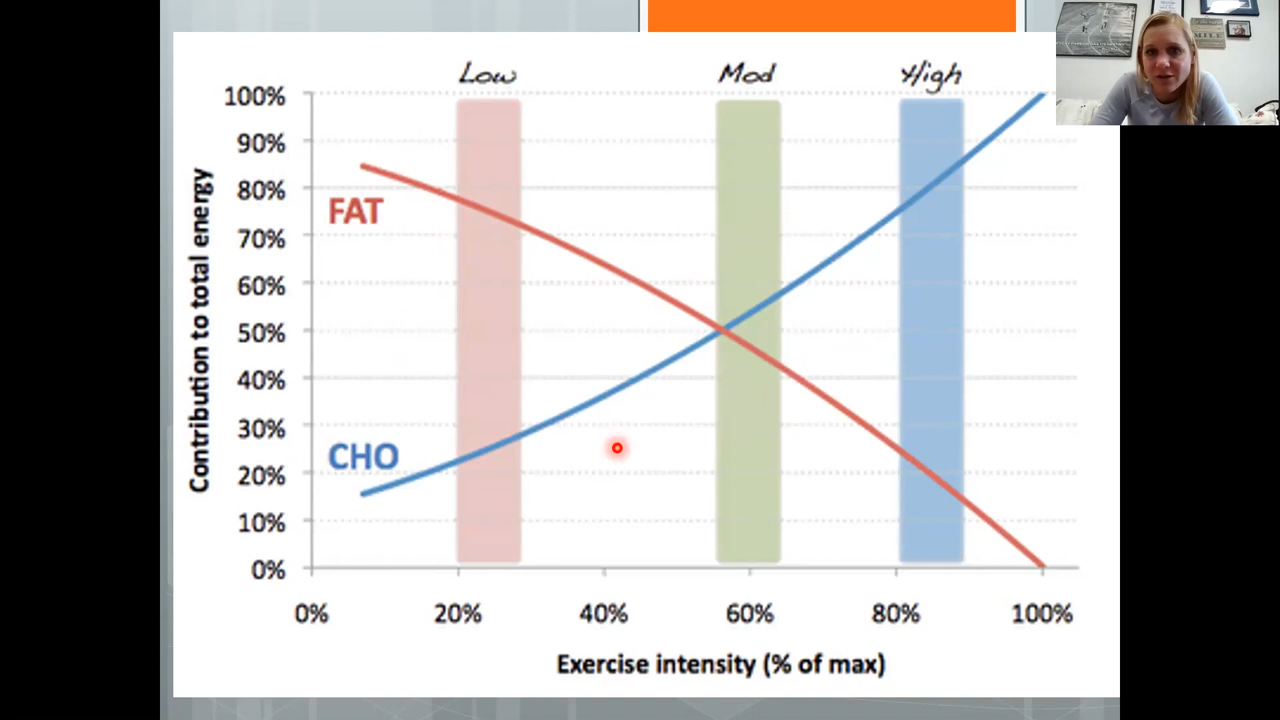 Low Mod High
100%
90%
80%
70%
60%
50%
40%
30%
20%
10%
0%
Contribution to total energy
FAT
CHO
0% 20% 40% 60% 80% 100%
Exercise intensity (% of max)